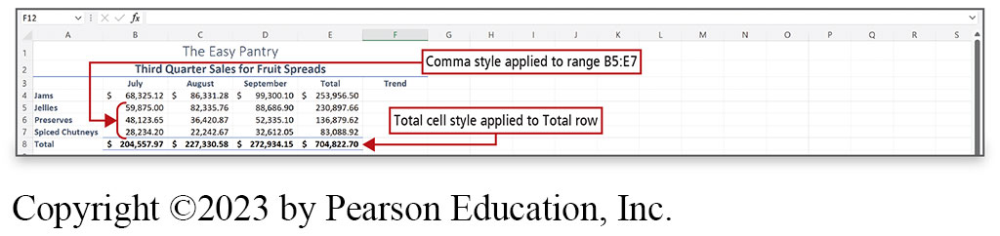 F12 fx
A B C D E F G H I J K L M N O P Q R S
1 The Easy Pantry
2 Third Quarter Sales for Fruit Spreads
Comma style applied to range B5:E7
3 July August September Total Trend
4 Jams $ 68,325.12 $ 86,331.28 $ 99,300.10 $ 253,956.50
5 Jellies 59,875.00 82,335.76 88,686.90 230,897.66
6 Preserves 48,123.65 36,420.87 52,335.10 136,879.62
Total cell style applied to Total row
7 Spiced Chutneys 28,234.20 22,242.67 32,612.05 83,088.92
8 Total $ 204,557.97 $ 227,330.58 $ 272,934.15 $ 704,822.70
Copyright ©2023 by Pearson Education, Inc.